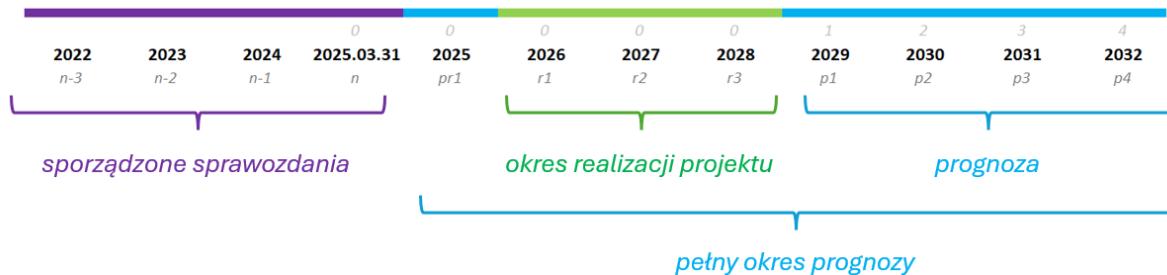 0 0 0 0 0 1 2 3 4
2022 2023 2024 2025.03.31 2025 2026 2027 2028 2029 2030 2031 2032
n-3 n-2 n-1 n pr1 r1 r2 r3 p1 p2 p3 p4
sporządzone sprawozdania okres realizacji projektu prognoza
pełny okres prognozy